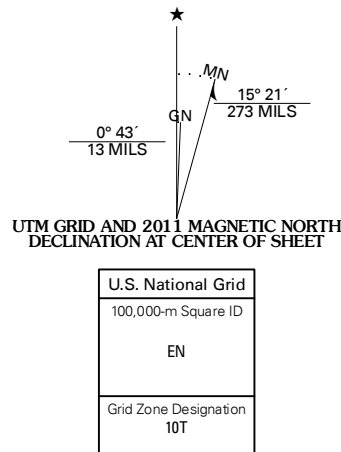 MN
GN
15° 21´
273 MILS
0° 43´
13 MILS
UTM GRID AND 2011 MAGNETIC NORTH
DECLINATION AT CENTER OF SHEET
U.S. National Grid
100,000-m Square ID
EN
Grid Zone Designation
10T